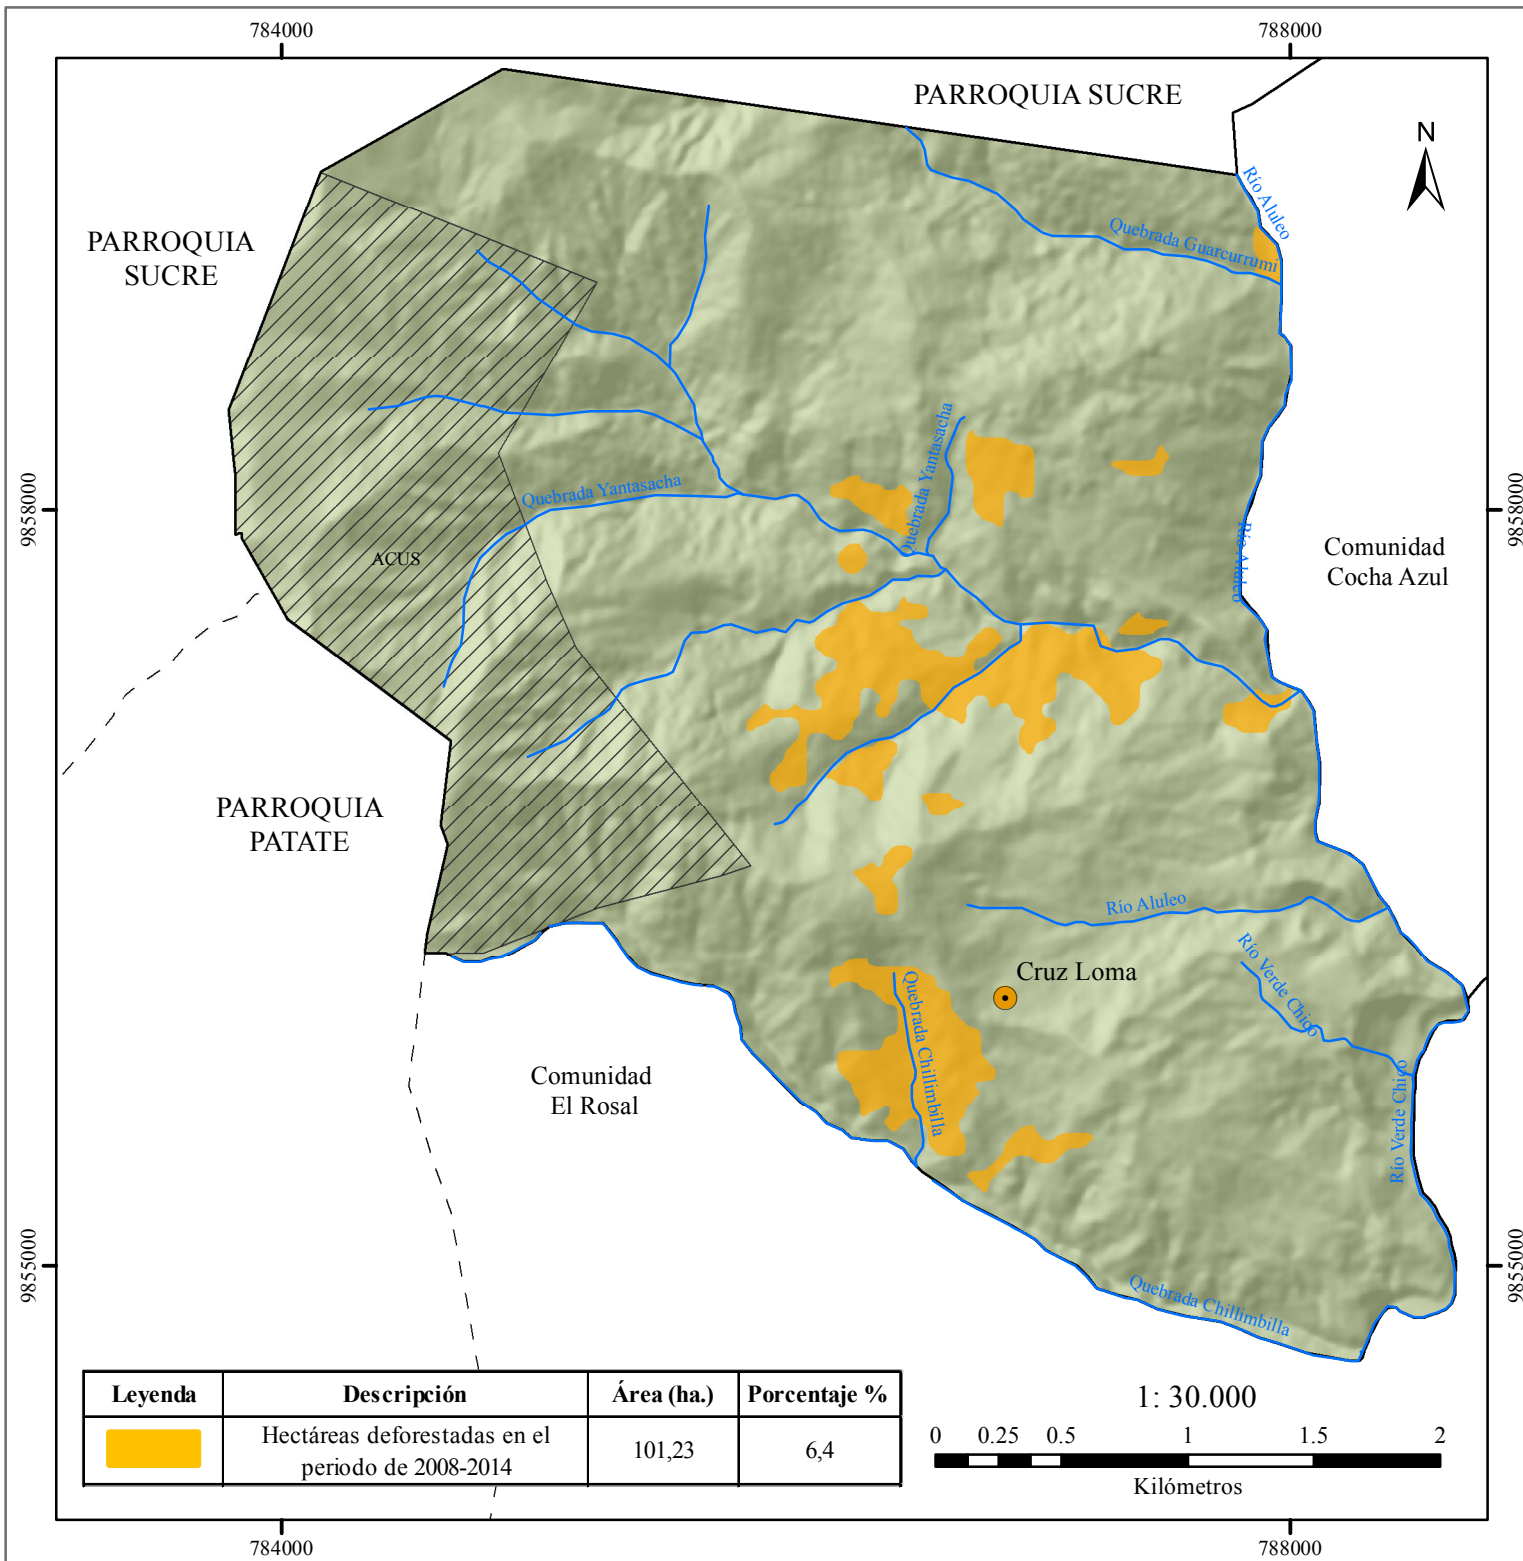 784000
788000
PARROQUIA SUCRE
N
Río Aluleo
Quebrada Guarcurrumi
PARROQUIA
SUCRE
Quebrada Yantasacha
Quebrada Yantasacha
9858000
9858000
Río Aluleo
Comunidad
Cocha Azul
ACUS
PARROQUIA
PATATE
Río Aluleo
Río Verde Chico
Cruz Loma
Quebrada Chillimbilla
Comunidad
El Rosal
Río Verde Chico
9855000
9855000
Quebrada Chillimbilla
Leyenda Descripción Área (ha.) Porcentaje %
Hectáreas deforestadas en el
periodo de 2008-2014
101,23 6,4
1: 30.000
0 0.25 0.5 1 1.5 2
Kilómetros
784000
788000